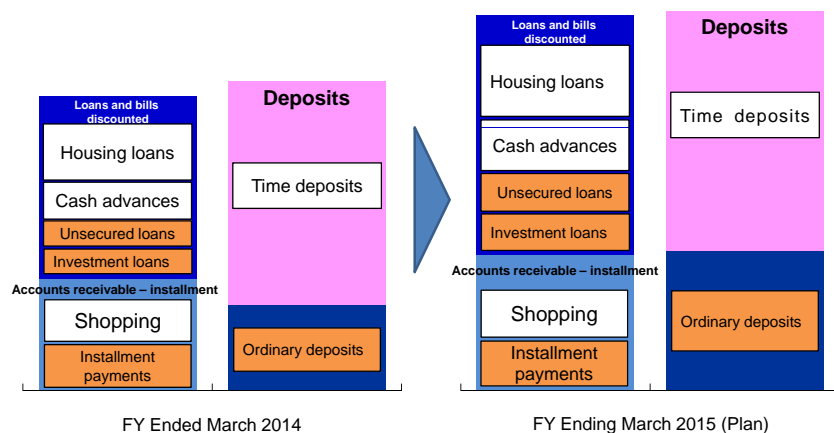 Loans and bills
discounted
Housing loans
Cash advances
Unsecured loans
Investment loans
Accounts receivable – installment
Shopping
Installment
payments
Deposits
Time deposits
Ordinary deposits
FY Ended March 2014
Loans and bills
discounted
Housing loans
Cash advances
Unsecured loans
Investment loans
Accounts receivable – installment
Shopping
Installment
payments
Deposits
Time deposits
Ordinary deposits
FY Ending March 2015 (Plan)